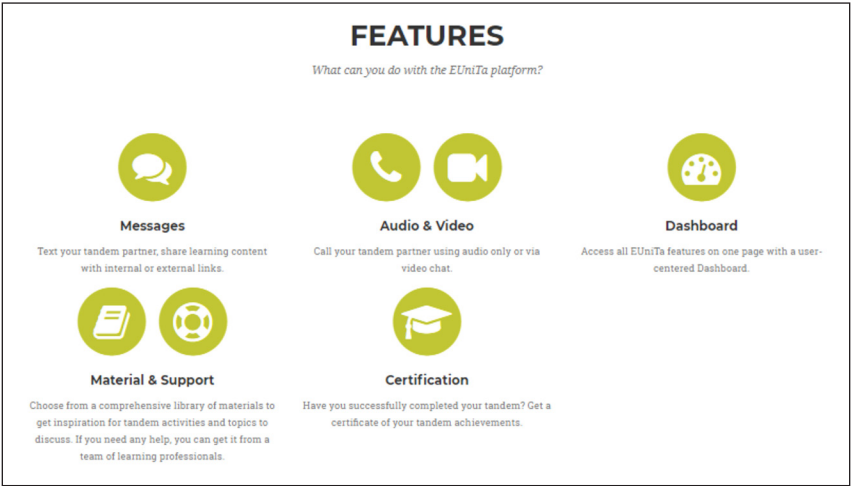 FEATURES
What can you do with the EUniTa platform?
Messages
Text your tandem partner, share learning content
with internal or external links.
Audio & Video
Call your tandem partner using audio only or via
video chat.
Dashboard
Access all EUniTa features on one page with a user-
centered Dashboard.
Material & Support
Choose from a comprehensive library of materials to
get inspiration for tandem activities and topics to
discuss. If you need any help, you can get it from a
team of learning professionals.
Certification
Have you successfully completed your tandem? Get a
certificate of your tandem achievements.